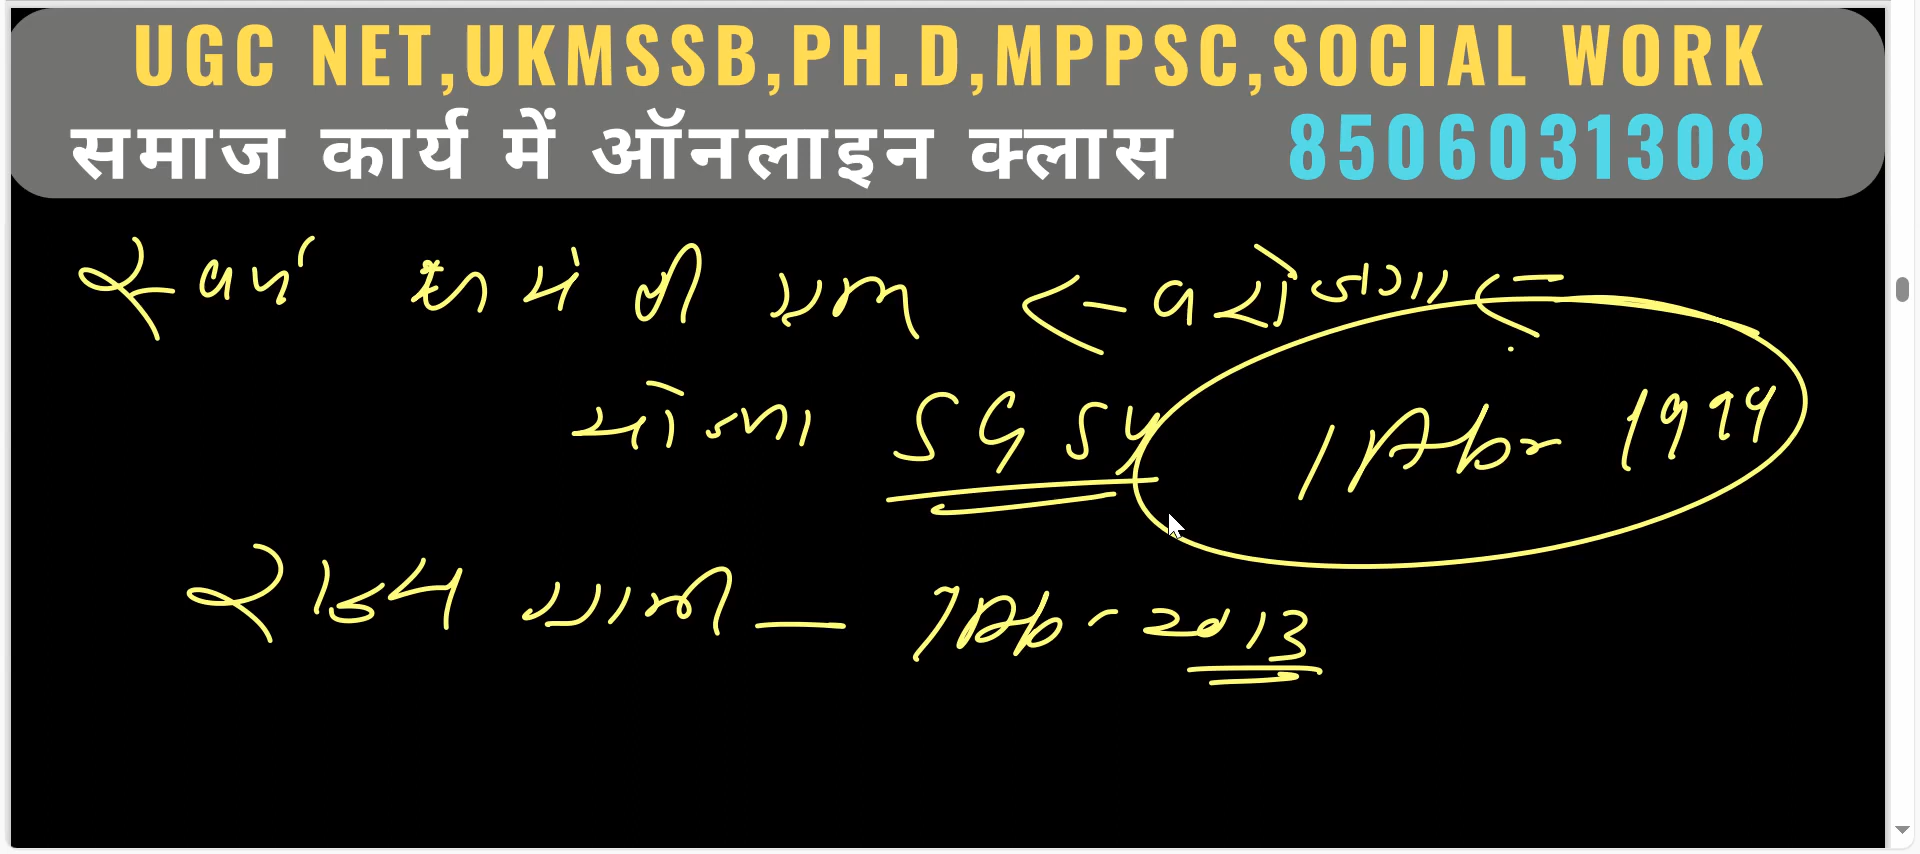 UGC NET,UKMSSB,PH.D,MPPSC,SOCIAL WORK
समाज कार्य में ऑनलाइन क्लास 8506031308
स्वर्ण स्वरोजगार
योजना SGSY 1 Apr 1999
1 Apr 2013